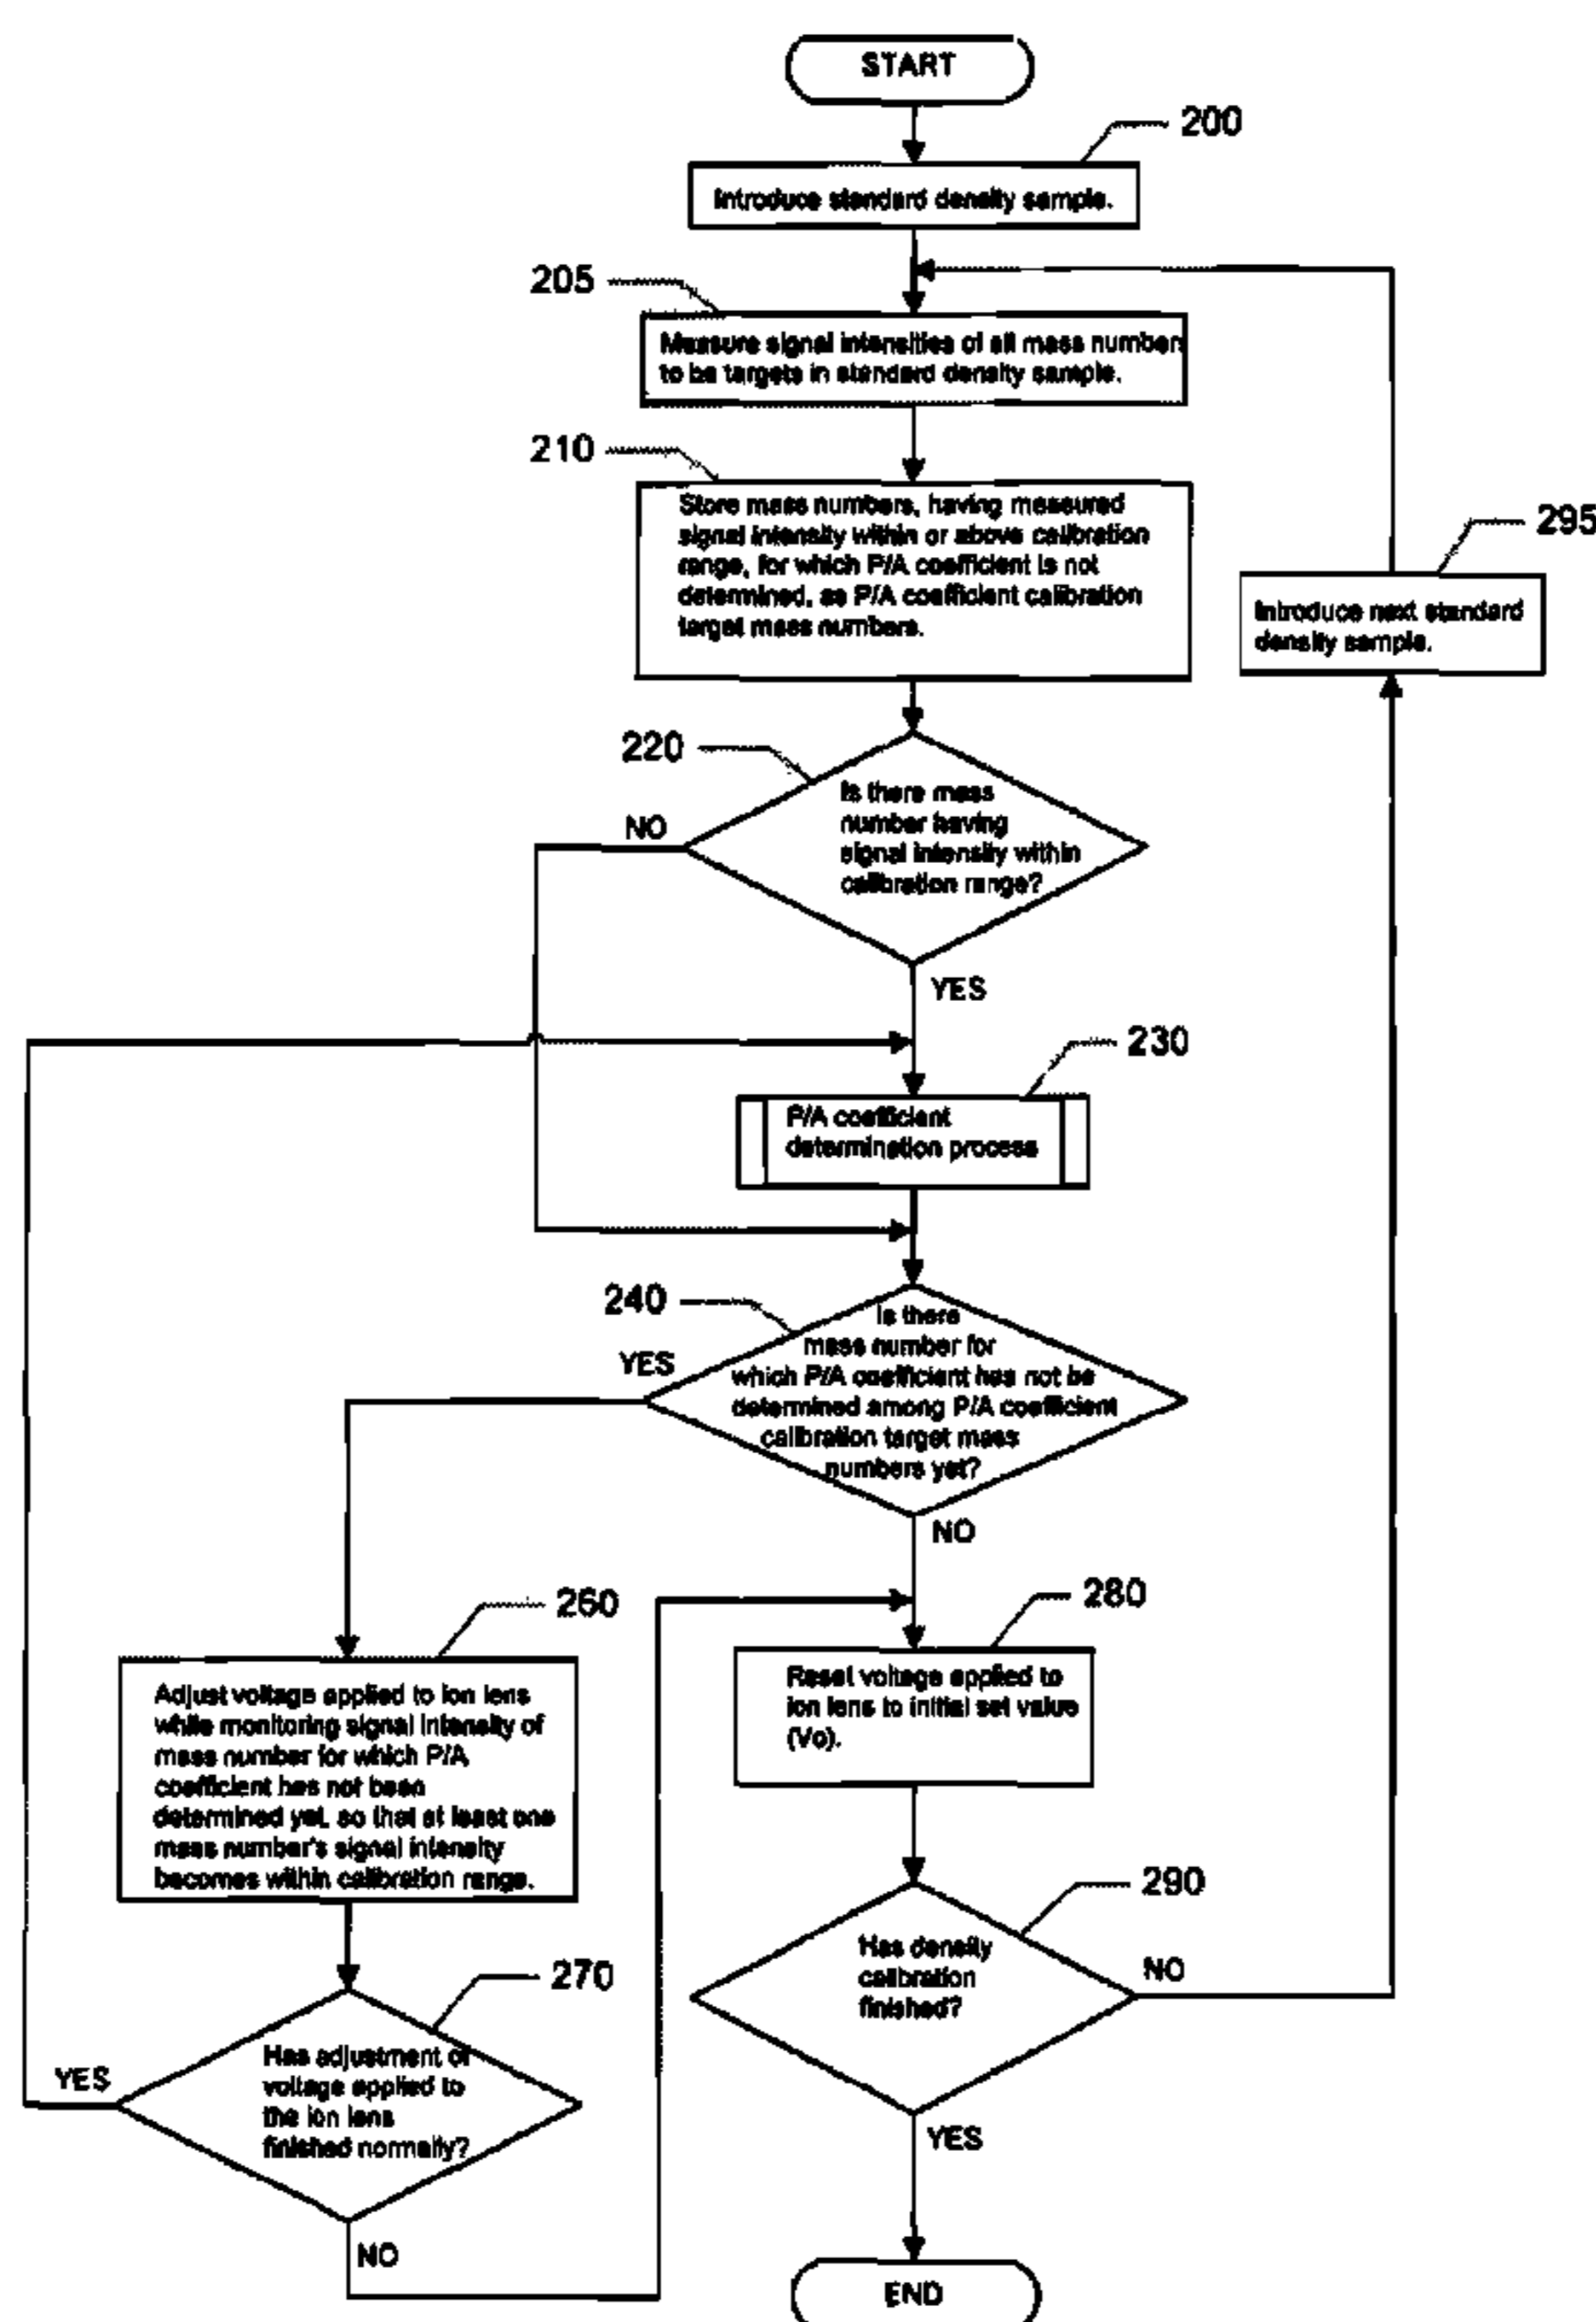 START
200
Introduce standard density sample.
205
Measure signal intensities of all mass numbers
to be targets in standard density sample.
210
Store mass numbers, having measured
signal intensity within or above calibration
range, for which P/A coefficient is not
determined, as P/A coefficient calibration
target mass numbers.
295
Introduce next standard
density sample.
220
Is there mass
number having
signal intensity within
calibration range?
NO
YES
230
P/A coefficient
determination process
240
Is there
mass number for
which P/A coefficient has not be
determined among P/A coefficient
calibration target mass
numbers yet?
YES
NO
260
Adjust voltage applied to ion lens
while monitoring signal intensity of
mass number for which P/A
coefficient has not been
determined yet, so that at least one
mass number's signal intensity
becomes within calibration range.
280
Reset voltage applied to
ion lens to initial set value
(Vo).
270
Has adjustment of
voltage applied to
the ion lens
finished normally?
YES
NO
290
Has density
calibration
finished?
NO
YES
END